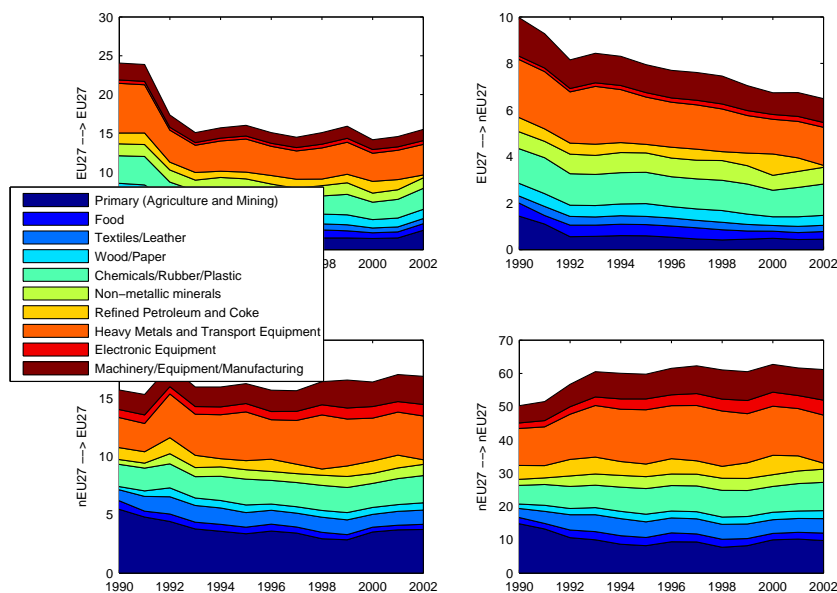 30
25
20
15
10
EU27 −−> EU27
1998 2000 2002
10
8
6
4
2
0
EU27 −−> nEU27
1990 1992 1994 1996 1998 2000 2002
Primary (Agriculture and Mining)
Food
Textiles/Leather
Wood/Paper
Chemicals/Rubber/Plastic
Non−metallic minerals
Refined Petroleum and Coke
Heavy Metals and Transport Equipment
Electronic Equipment
Machinery/Equipment/Manufacturing
15
10
5
0
nEU27 −−> EU27
1990 1992 1994 1996 1998 2000 2002
70
60
50
40
30
20
10
0
nEU27 −−> nEU27
1990 1992 1994 1996 1998 2000 2002